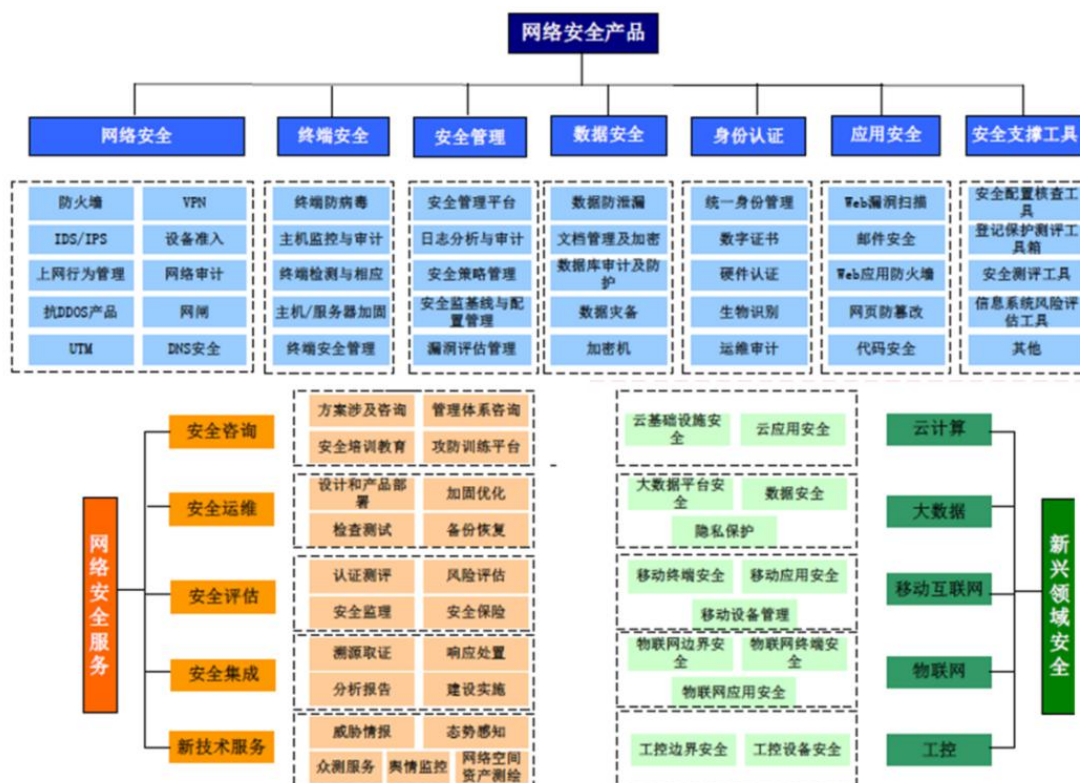 网络安全产品
网络安全
终端安全
安全管理
数据安全
身份认证
应用安全
安全支撑工具
防火墙
VPN
IDS/IPS
设备准入
上网行为管理
网络审计
抗DDOS产品
网闸
UTM
DNS安全
终端防病毒
主机监控与审计
终端检测与相应
主机/服务器加固
终端安全管理
安全管理平台
日志分析与审计
安全策略管理
安全监基线与配
置管理
漏洞评估管理
数据防泄漏
文档管理及加密
数据库审计及防
护
数据灾备
加密机
统一身份管理
数字证书
硬件认证
生物识别
运维审计
Web漏洞扫描
邮件安全
Web应用防火墙
网页防篡改
代码安全
安全配置核查工
具
登记保护测评工
具箱
安全测评工具
信息系统风险评
估工具
其他
网络安全服务
安全咨询
方案涉及咨询
管理体系咨询
安全培训教育
攻防训练平台
安全运维
设计和产品部
署
加固优化
检查测试
备份恢复
安全评估
认证测评
风险评估
安全监理
安全保险
安全集成
溯源取证
响应处置
分析报告
建设实施
新技术服务
威胁情报
态势感知
众测服务
舆情监控
网络空间
资产测绘
新兴领域安全
云计算
云基础设施安
全
云应用安全
大数据
大数据平台安
全
数据安全
隐私保护
移动互联网
移动终端安全
移动应用安全
移动设备管理
物联网
物联网边界安
全
物联网终端安
全
物联网应用安全
工控
工控边界安全
工控设备安全